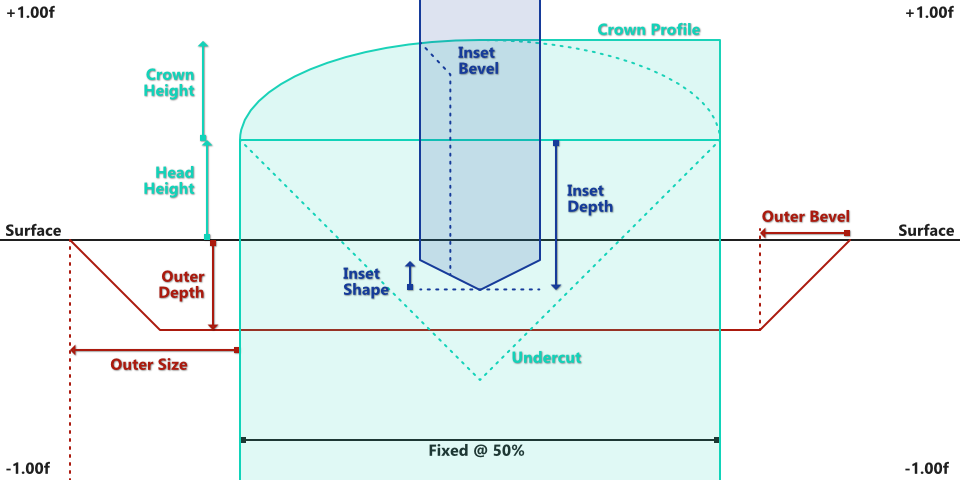 +1.00f
+1.00f
Crown Profile
Inset
Bevel
Crown
Height
Head
Height
Inset
Depth
Outer Bevel
Surface
Surface
Outer
Depth
Inset
Shape
Undercut
Outer Size
Fixed @ 50%
-1.00f
-1.00f